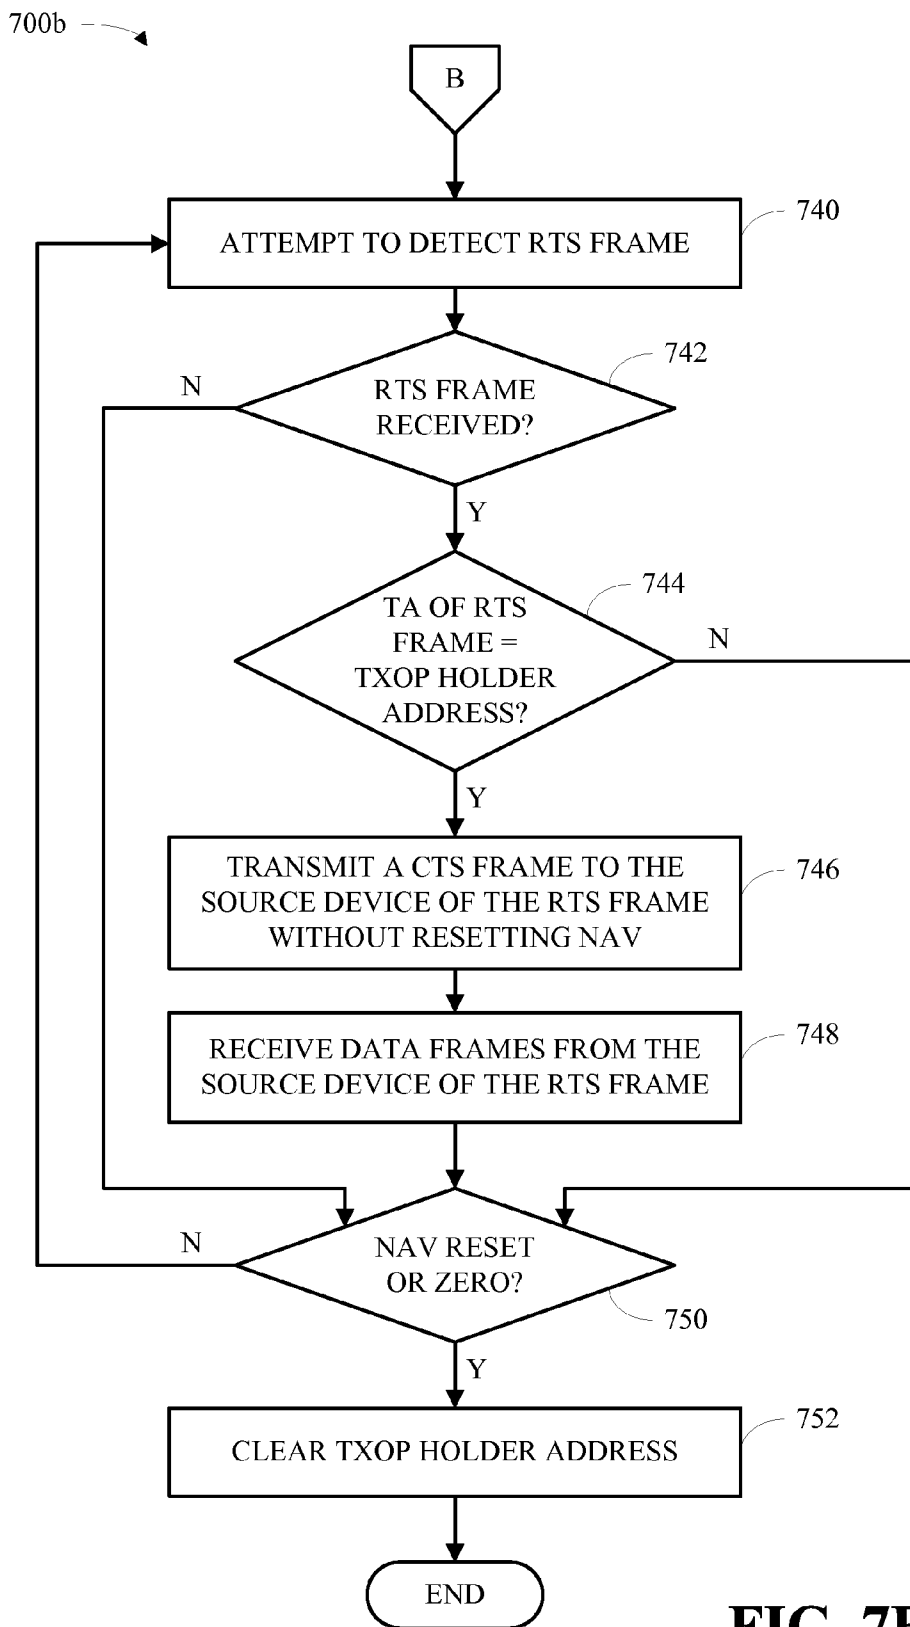 700b
B
ATTEMPT TO DETECT RTS FRAME
740
RTS FRAME
RECEIVED?
742
N
Y
TA OF RTS
FRAME =
TXOP HOLDER
ADDRESS?
744
N
Y
TRANSMIT A CTS FRAME TO THE
SOURCE DEVICE OF THE RTS FRAME
WITHOUT RESETTING NAV
746
RECEIVE DATA FRAMES FROM THE
SOURCE DEVICE OF THE RTS FRAME
748
NAV RESET
OR ZERO?
750
N
Y
CLEAR TXOP HOLDER ADDRESS
752
END
FIG.